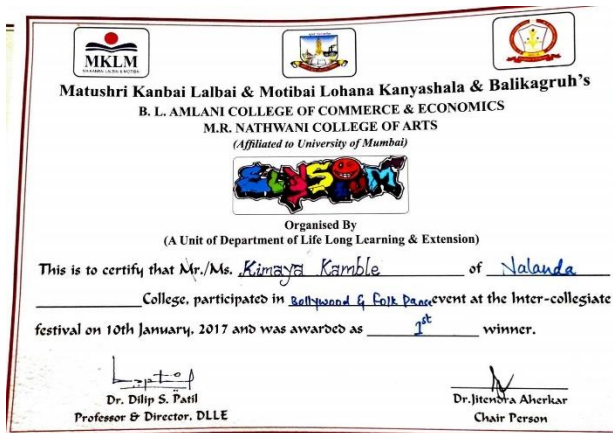 MKLM
Matushri Kanbai Lalbai & Motibai Lohana Kanyashala & Balikagruh's
B. L. AMLANI COLLEGE OF COMMERCE & ECONOMICS
M.R. NATHWANI COLLEGE OF ARTS
(Affiliated to University of Mumbai)
ELYSIUM
Organised By
(A Unit of Department of Life Long Learning & Extension)
This is to certify that Mr./Ms. Kimaya Kamble of Nalanda
College, participated in Bollywood & Folk Dance event at the Inter-collegiate
festival on 10th January, 2017 and was awarded as 1st winner.
Dr. Dilip S. Patil
Dr.Jitendra Aherkar
Professor & Director, DLLE
Chair Person